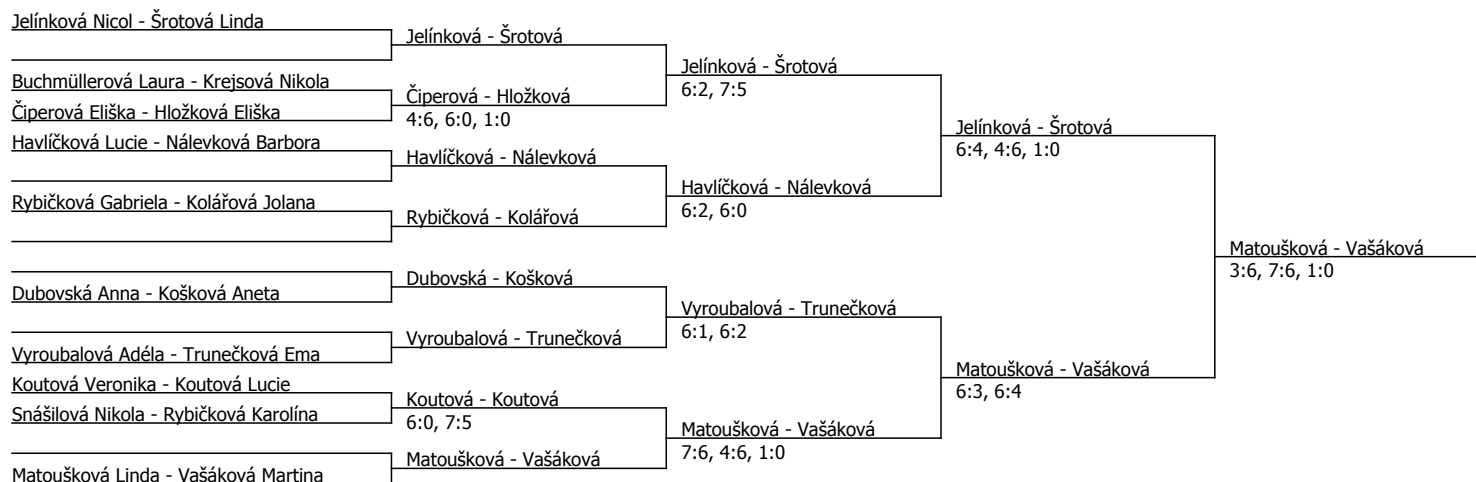 Jelínková Nicol - Šrotová Linda
Buchmüllerová Laura - Krejsová Nikola
Čiperová Eliška - Hložková Eliška
Havlíčková Lucie - Nálevková Barbora
Rybičková Gabriela - Kolářová Jolana
Dubovská Anna - Košková Aneta
Vyroubalová Adéla - Trunečková Ema
Koutová Veronika - Koutová Lucie
Snášilová Nikola - Rybičková Karolína
Matoušková Linda - Vašáková Martina
Jelínková - Šrotová
Čiperová - Hložková
4:6, 6:0, 1:0
Havlíčková - Nálevková
Rybičková - Kolářová
Dubovská - Košková
Vyroubalová - Trunečková
Koutová - Koutová
6:0, 7:5
Matoušková - Vašáková
Jelínková - Šrotová
6:2, 7:5
Havlíčková - Nálevková
6:2, 6:0
Vyroubalová - Trunečková
6:1, 6:2
Matoušková - Vašáková
7:6, 4:6, 1:0
Jelínková - Šrotová
6:4, 4:6, 1:0
Matoušková - Vašáková
6:3, 6:4
Matoušková - Vašáková
3:6, 7:6, 1:0